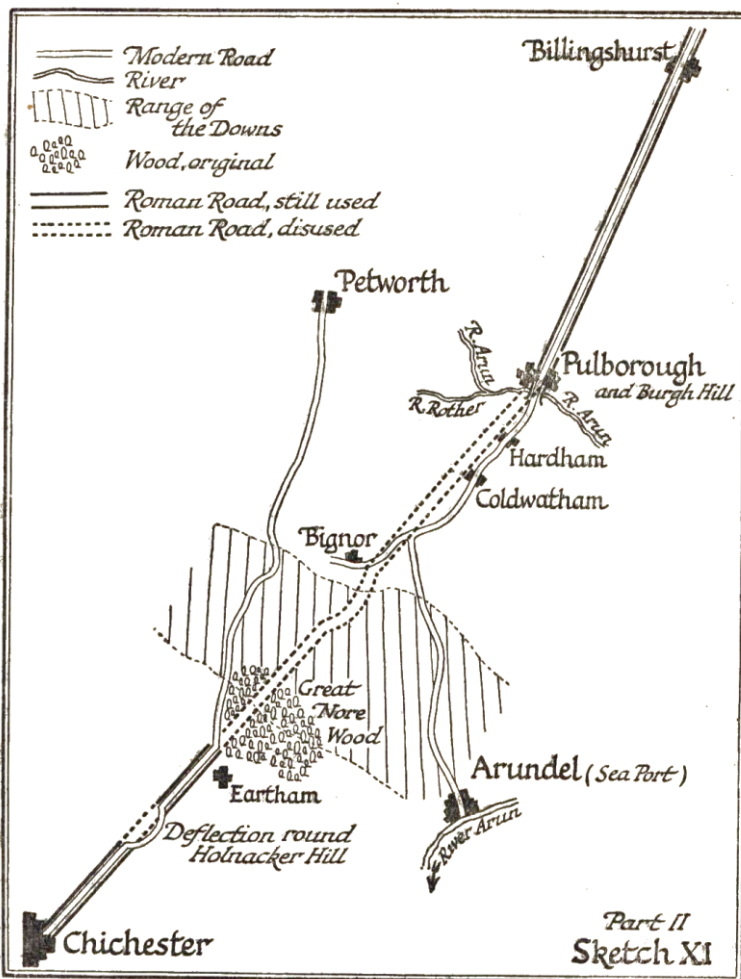 Modern Road
River
Range of
the Downs
Wood, original
Roman Road, still used
Roman Road, disused
Billingshurst
Petworth
R. Arun
Pulborough
and Burgh Hill
R. Rother
R. Arun
Hardham
Coldwatham
Bignor
Great
Nore
Wood
Eartham
Arundel (Sea Port)
River Arun
Deflection round
Holnacker Hill
Chichester
Part II
Sketch XI